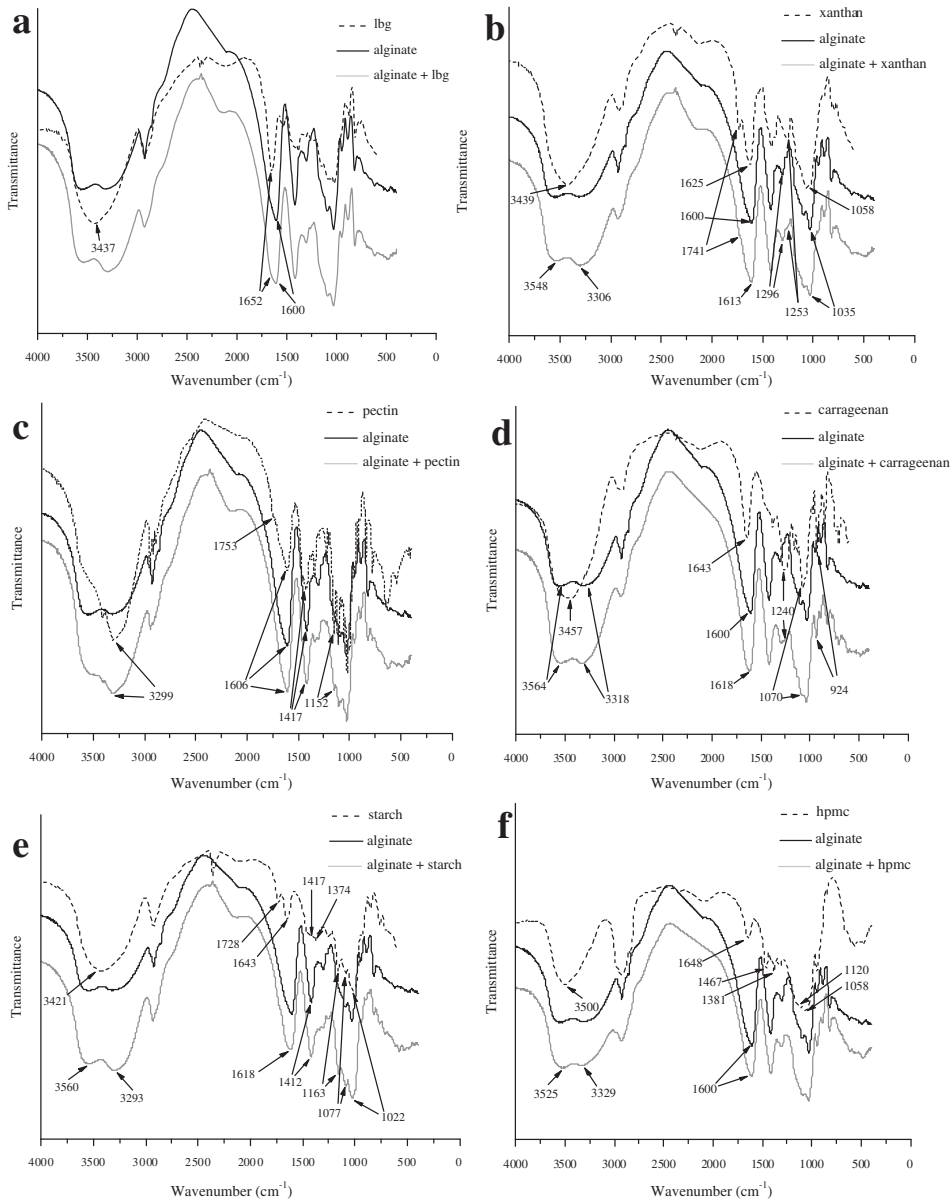 a
lbg
alginate
alginate + lbg
Transmittance
3437
1652
1600
4000 3500 3000 2500 2000 1500 1000 500 0
Wavenumber (cm-1)
b
xanthan
alginate
alginate + xanthan
Transmittance
3439
1625
1600
1741
1058
3548
3306
1613
1296
1253
1035
4000 3500 3000 2500 2000 1500 1000 500 0
Wavenumber (cm-1)
c
pectin
alginate
alginate + pectin
Transmittance
1753
3299
1606
1417
1152
4000 3500 3000 2500 2000 1500 1000 500 0
Wavenumber (cm-1)
d
carrageenan
alginate
alginate + carrageenan
Transmittance
1643
3457
1600
1240
3564
3318
1618
1070
924
4000 3500 3000 2500 2000 1500 1000 500 0
Wavenumber (cm-1)
e
starch
alginate
alginate + starch
Transmittance
1417
1374
1728
1643
3421
3560
3293
1618
1412
1163
1077
1022
4000 3500 3000 2500 2000 1500 1000 500 0
Wavenumber (cm-1)
f
hpmc
alginate
alginate + hpmc
Transmittance
1648
1467
1381
1120
1058
3500
3525
3329
1600
4000 3500 3000 2500 2000 1500 1000 500 0
Wavenumber (cm-1)